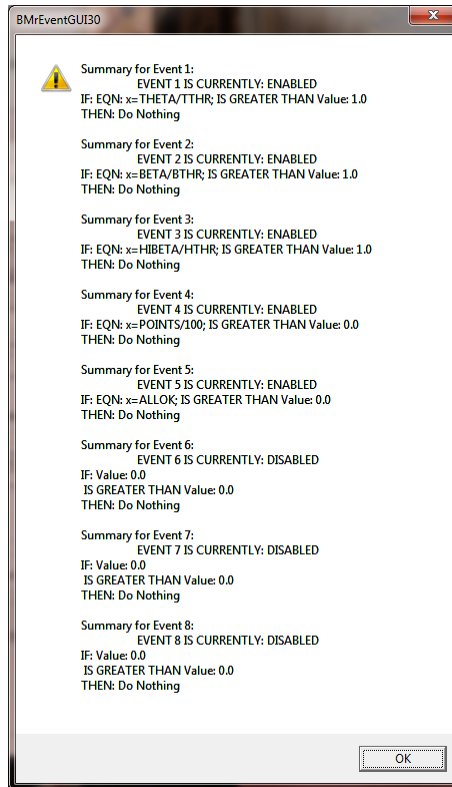 BMrEventGUI30
Summary for Event 1:
EVENT 1 IS CURRENTLY: ENABLED
IF: EQN: x=THETA/TTHR; IS GREATER THAN Value: 1.0
THEN: Do Nothing
Summary for Event 2:
EVENT 2 IS CURRENTLY: ENABLED
IF: EQN: x=BETA/BTHR; IS GREATER THAN Value: 1.0
THEN: Do Nothing
Summary for Event 3:
EVENT 3 IS CURRENTLY: ENABLED
IF: EQN: x=HIBETA/HTHR; IS GREATER THAN Value: 1.0
THEN: Do Nothing
Summary for Event 4:
EVENT 4 IS CURRENTLY: ENABLED
IF: EQN: x=POINTS/100; IS GREATER THAN Value: 0.0
THEN: Do Nothing
Summary for Event 5:
EVENT 5 IS CURRENTLY: ENABLED
IF: EQN: x=ALLOK; IS GREATER THAN Value: 0.0
THEN: Do Nothing
Summary for Event 6:
EVENT 6 IS CURRENTLY: DISABLED
IF: Value: 0.0
IS GREATER THAN Value: 0.0
THEN: Do Nothing
Summary for Event 7:
EVENT 7 IS CURRENTLY: DISABLED
IF: Value: 0.0
IS GREATER THAN Value: 0.0
THEN: Do Nothing
Summary for Event 8:
EVENT 8 IS CURRENTLY: DISABLED
IF: Value: 0.0
IS GREATER THAN Value: 0.0
THEN: Do Nothing
OK